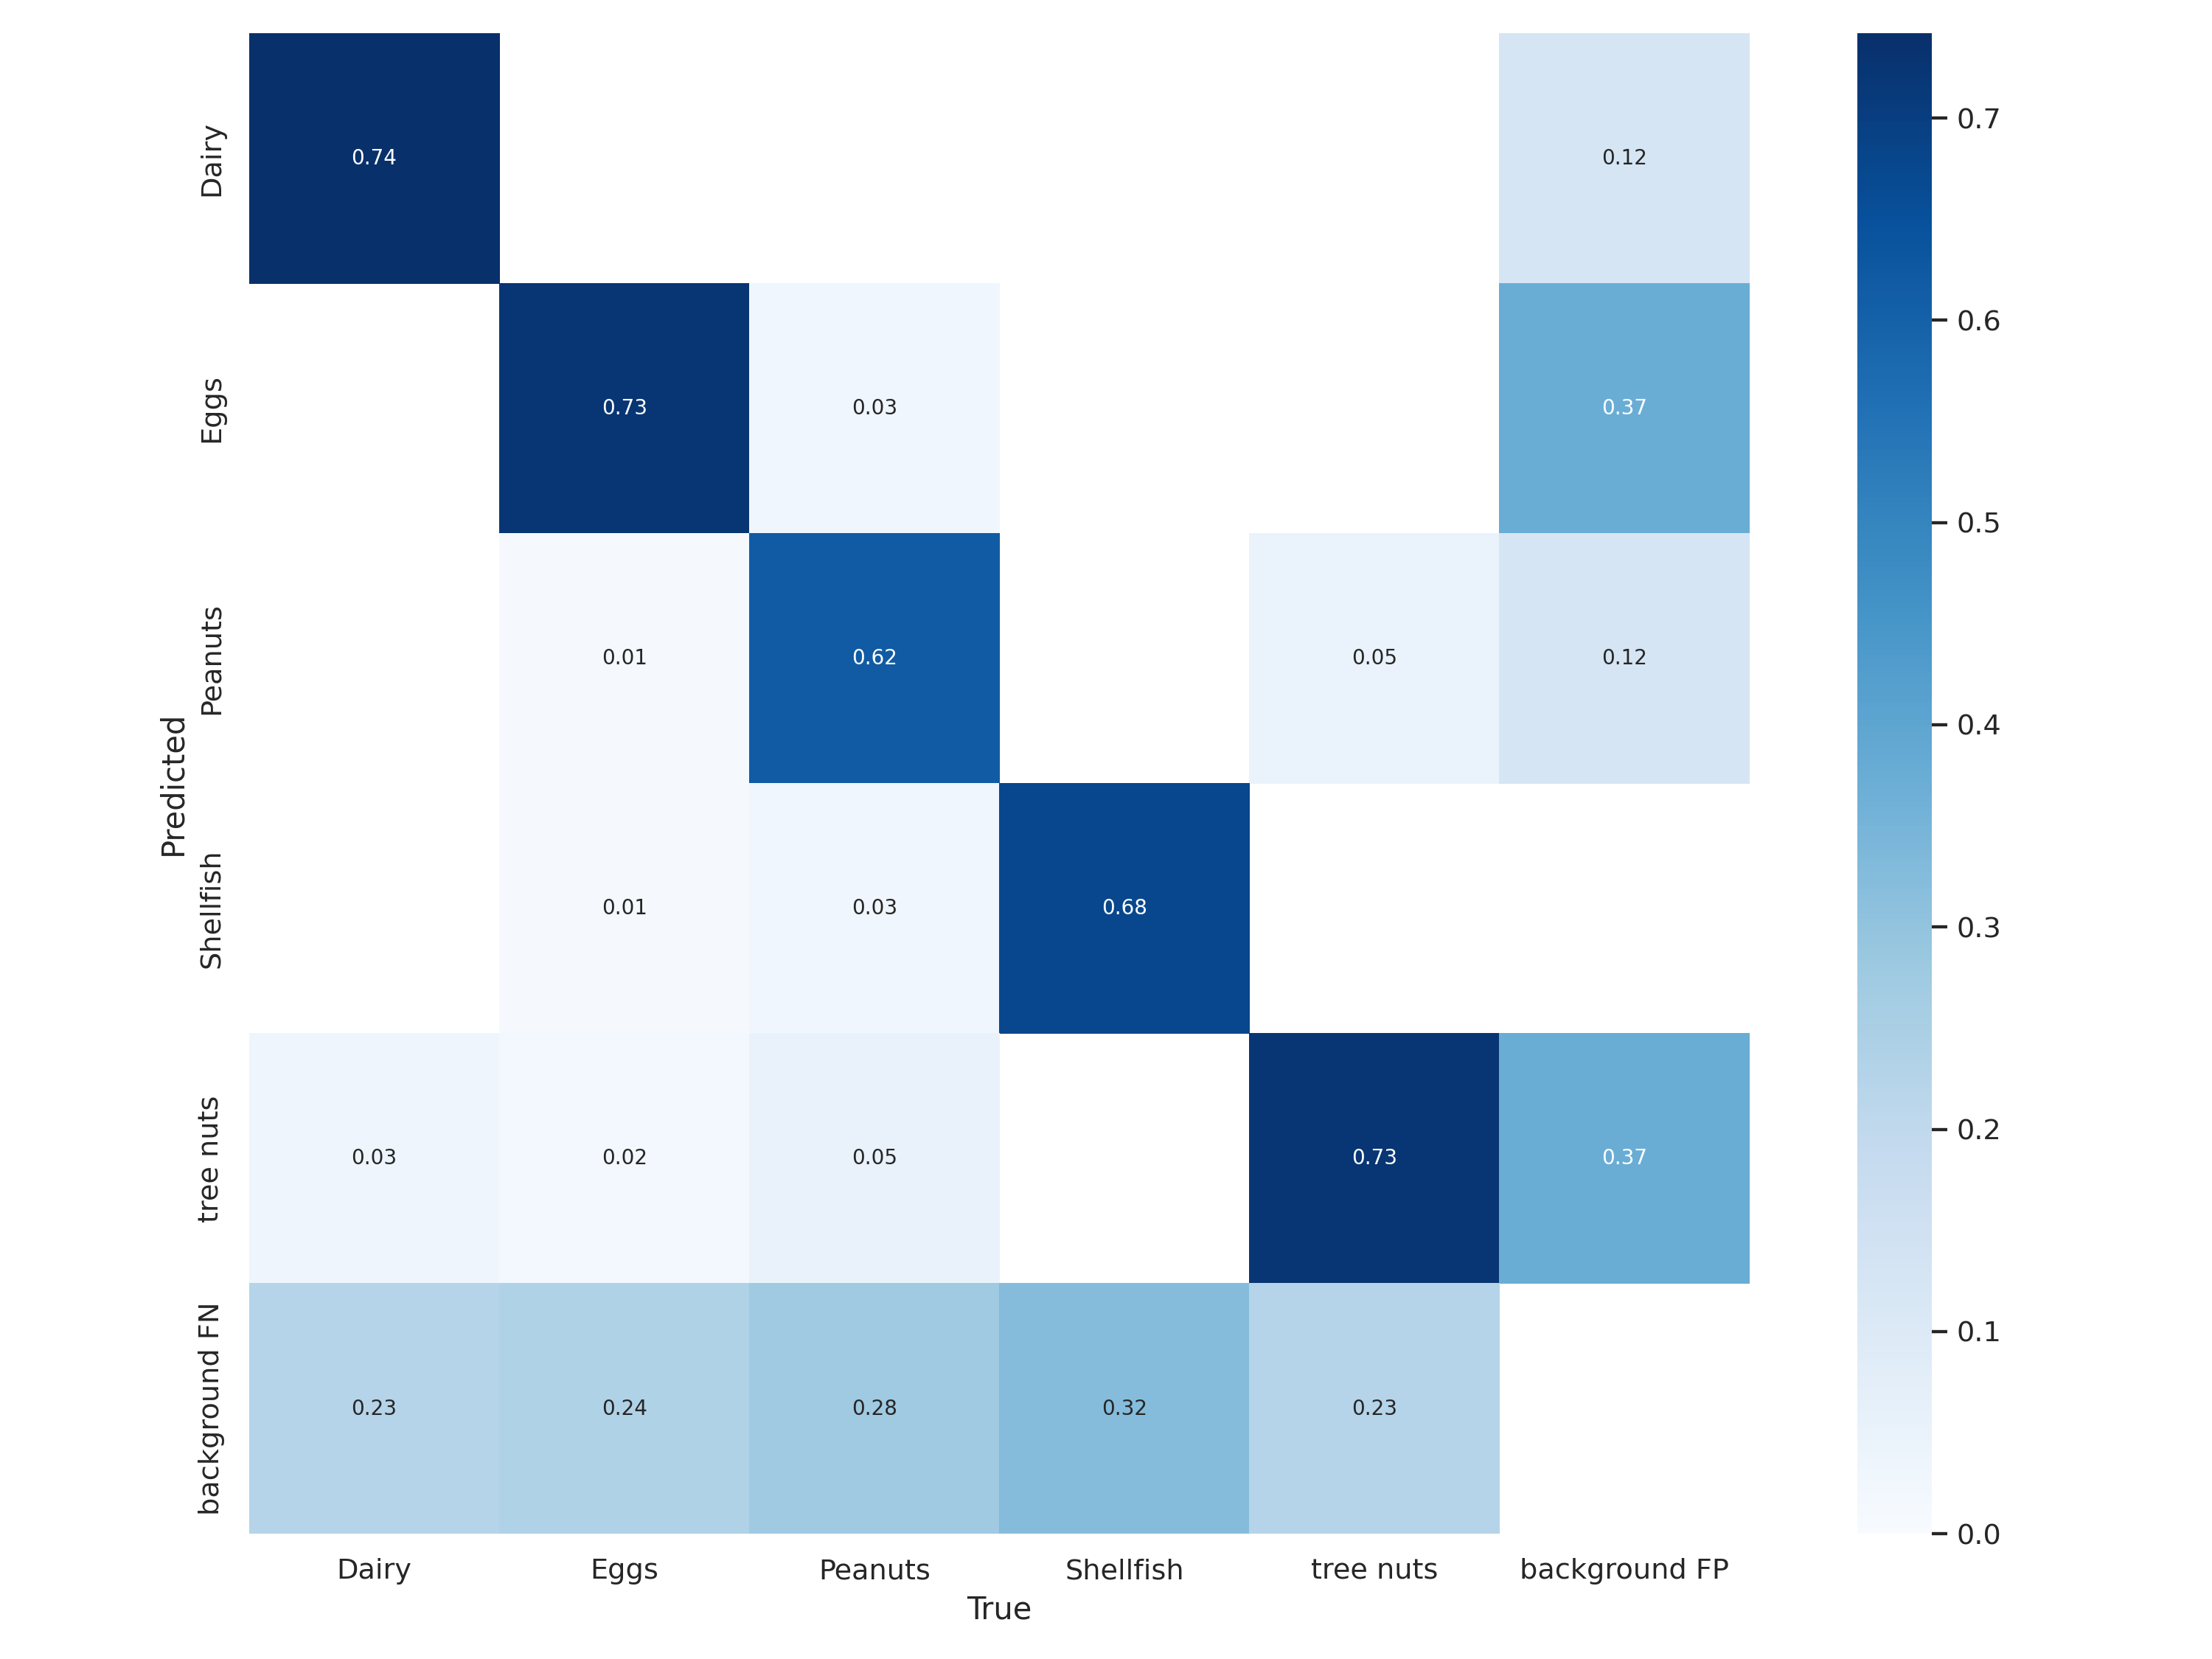 0.74 0.12
0.73 0.03 0.37
0.01 0.62 0.05 0.12
0.01 0.03 0.68
0.03 0.02 0.05 0.73 0.37
0.23 0.24 0.28 0.32 0.23
Dairy
Eggs
Peanuts
Shellfish
tree nuts
background FN
Predicted
Dairy Eggs Peanuts Shellfish tree nuts background FP
True
0.7
0.6
0.5
0.4
0.3
0.2
0.1
0.0